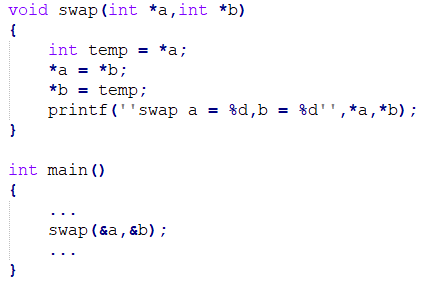 void swap(int *a,int *b)
{
    int temp = *a;
    *a = *b;
    *b = temp;
    printf(''swap a = %d,b = %d'',*a,*b);
}

int main()
{
    ...
    swap(&a,&b);
    ...
}